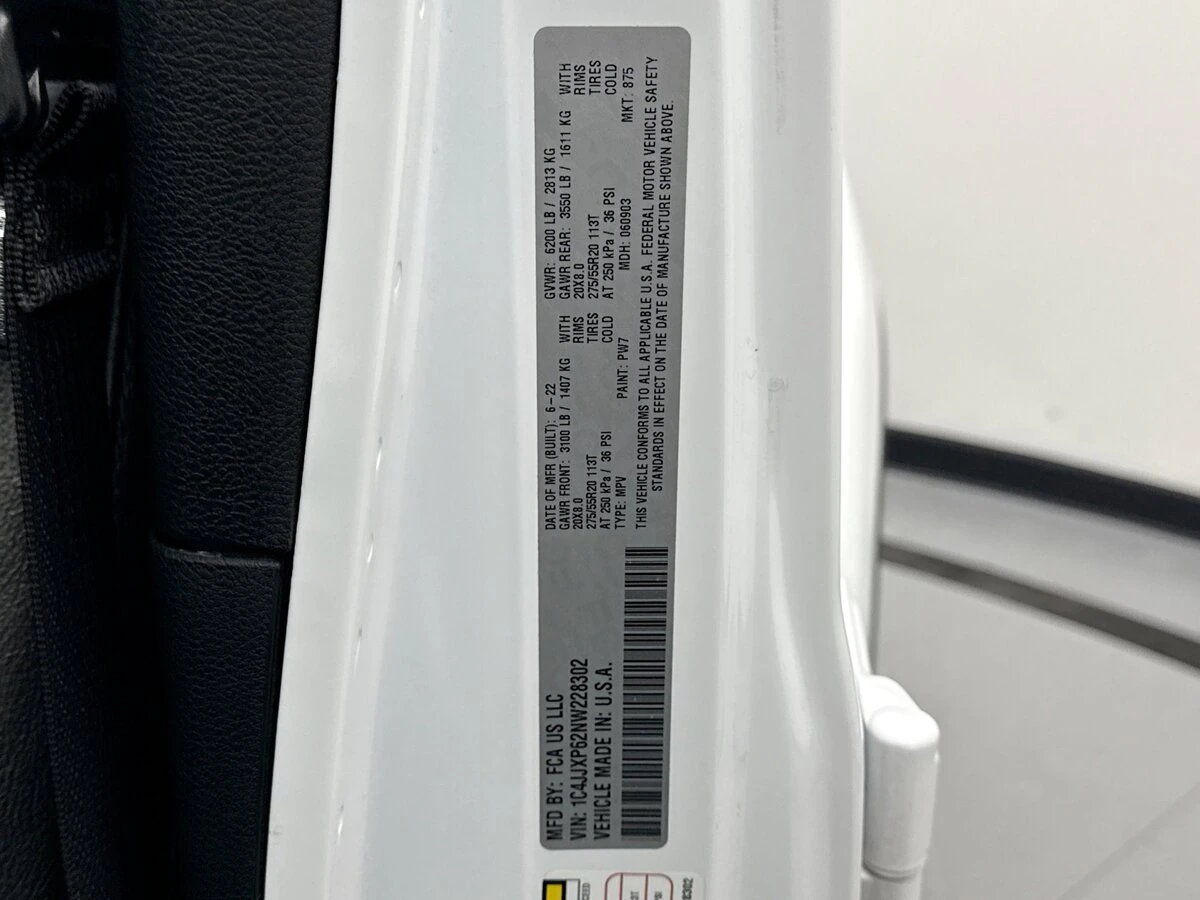 MFD BY: FCA US LLC
VIN: 1C4JJXP62NW228302
VEHICLE MADE IN: U.S.A.
DATE OF MFR (BUILT): 6-22 GVWR: 6200 LB / 2813 KG
GAWR FRONT: 3100 LB / 1407 KG WITH GAWR REAR: 3550 LB / 1611 KG WITH
20X8.0 RIMS 20X8.0 RIMS
275/55R20 113T TIRES 275/55R20 113T TIRES
AT 250 kPa / 36 PSI COLD AT 250 kPa / 36 PSI COLD
TYPE: MPV PAINT: PW7 MDH: 060903 MKT: 875
THIS VEHICLE CONFORMS TO ALL APPLICABLE U.S.A. FEDERAL MOTOR VEHICLE SAFETY
STANDARDS IN EFFECT ON THE DATE OF MANUFACTURE SHOWN ABOVE.
8302